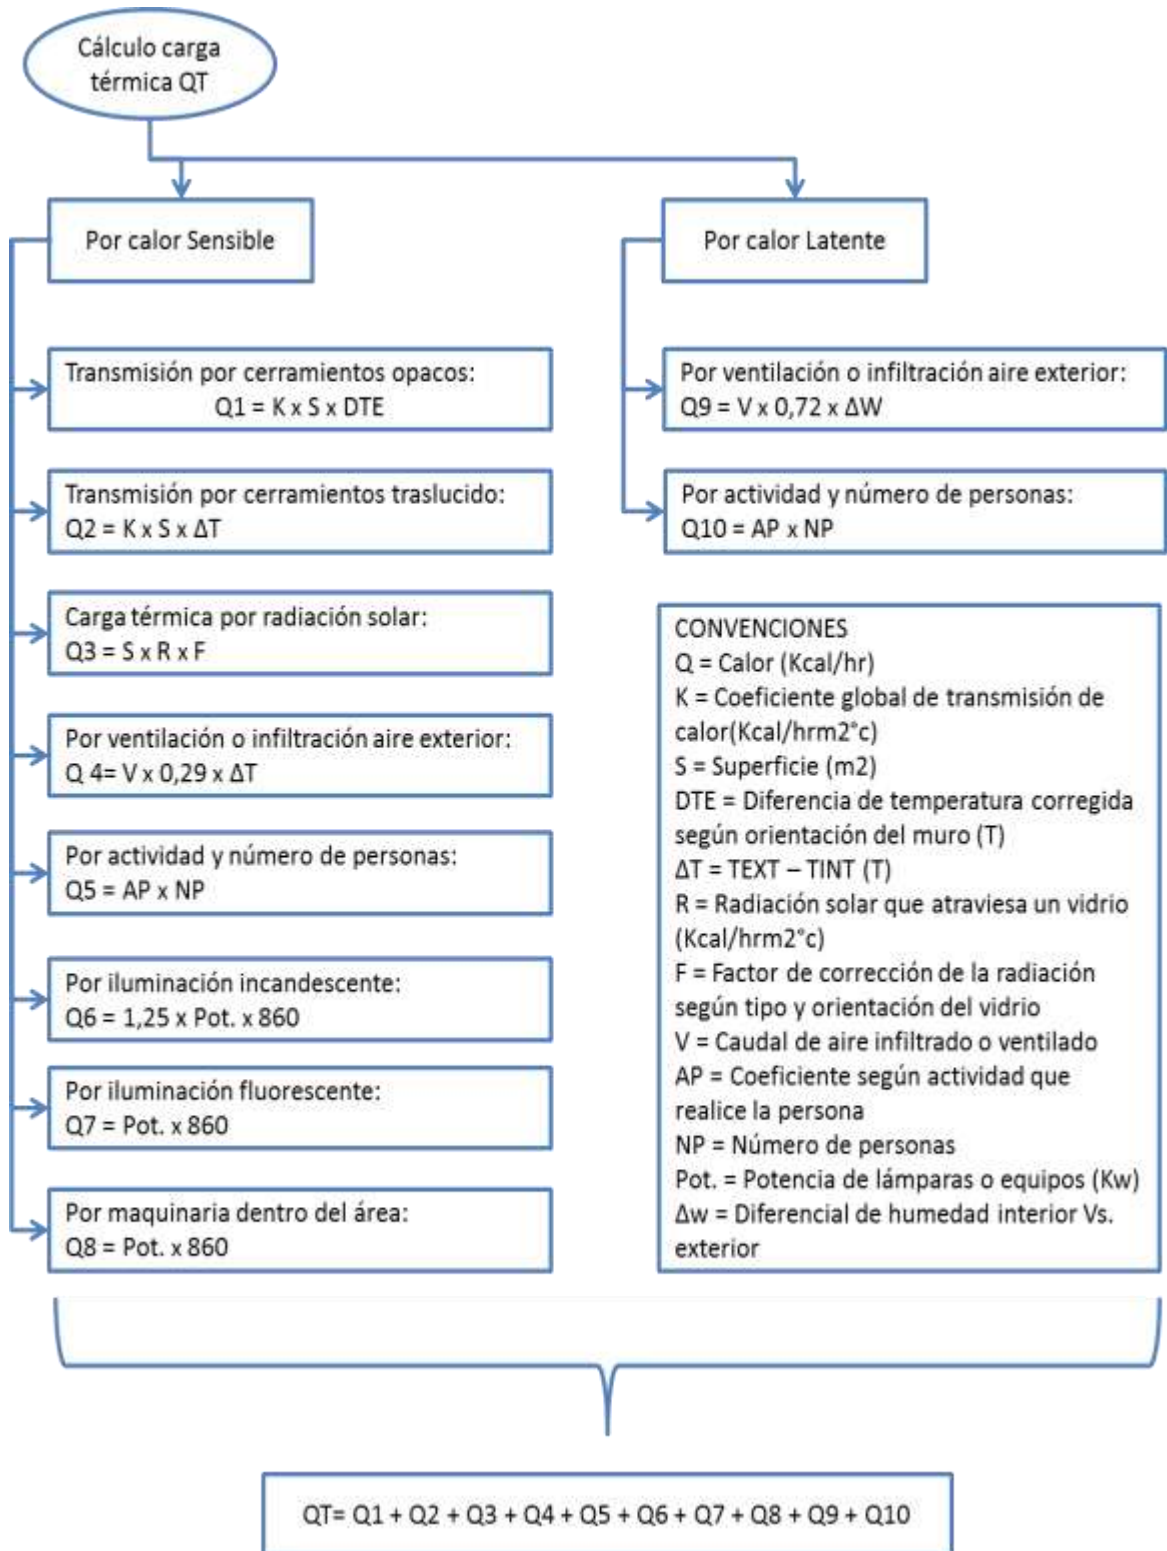 Cálculo carga
térmica QT
Por calor Sensible
Transmisión por cerramientos opacos:
Q1 = K x S x DTE
Transmisión por cerramientos traslucido:
Q2 = K x S x ΔT
Carga térmica por radiación solar:
Q3 = S x R x F
Por ventilación o infiltración aire exterior:
Q 4= V x 0,29 x ΔT
Por actividad y número de personas:
Q5 = AP x NP
Por iluminación incandescente:
Q6 = 1,25 x Pot. x 860
Por iluminación fluorescente:
Q7 = Pot. x 860
Por maquinaria dentro del área:
Q8 = Pot. x 860
Por calor Latente
Por ventilación o infiltración aire exterior:
Q9 = V x 0,72 x ΔW
Por actividad y número de personas:
Q10 = AP x NP
CONVENCIONES
Q = Calor (Kcal/hr)
K = Coeficiente global de transmisión de
calor(Kcal/hrm2°c)
S = Superficie (m2)
DTE = Diferencia de temperatura corregida
según orientación del muro (T)
ΔT = TEXT – TINT (T)
R = Radiación solar que atraviesa un vidrio
(Kcal/hrm2°c)
F = Factor de corrección de la radiación
según tipo y orientación del vidrio
V = Caudal de aire infiltrado o ventilado
AP = Coeficiente según actividad que
realice la persona
NP = Número de personas
Pot. = Potencia de lámparas o equipos (Kw)
Δw = Diferencial de humedad interior Vs.
exterior
QT= Q1 + Q2 + Q3 + Q4 + Q5 + Q6 + Q7 + Q8 + Q9 + Q10